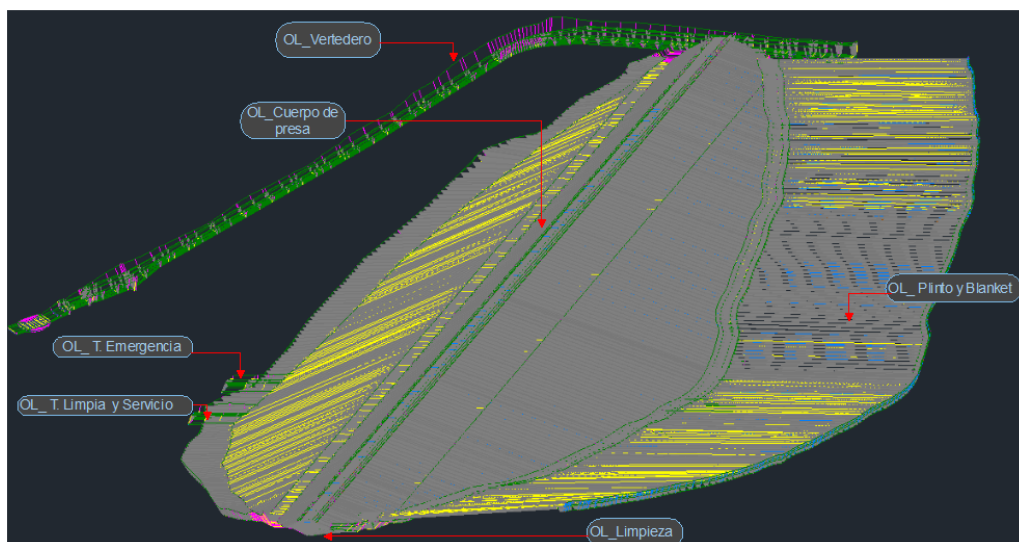 OL_Vertedero
OL_Cuerpo de
presa
OL_ Plinto y Blanket
OL_ T. Emergencia
OL_ T. Limpia y Servicio
OL_Limpieza